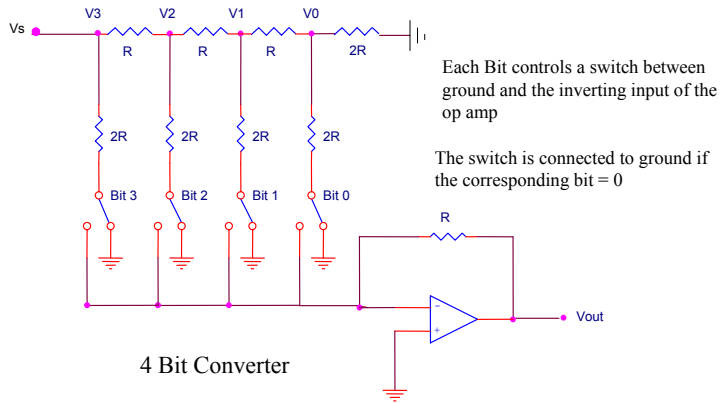 Vs V3 V2 V1 V0
R R R 2R
Each Bit controls a switch between
ground and the inverting input of the
op amp
2R 2R 2R 2R
The switch is connected to ground if
the corresponding bit = 0
Bit 3 Bit 2 Bit 1 Bit 0
R
-
+
Vout
4 Bit Converter